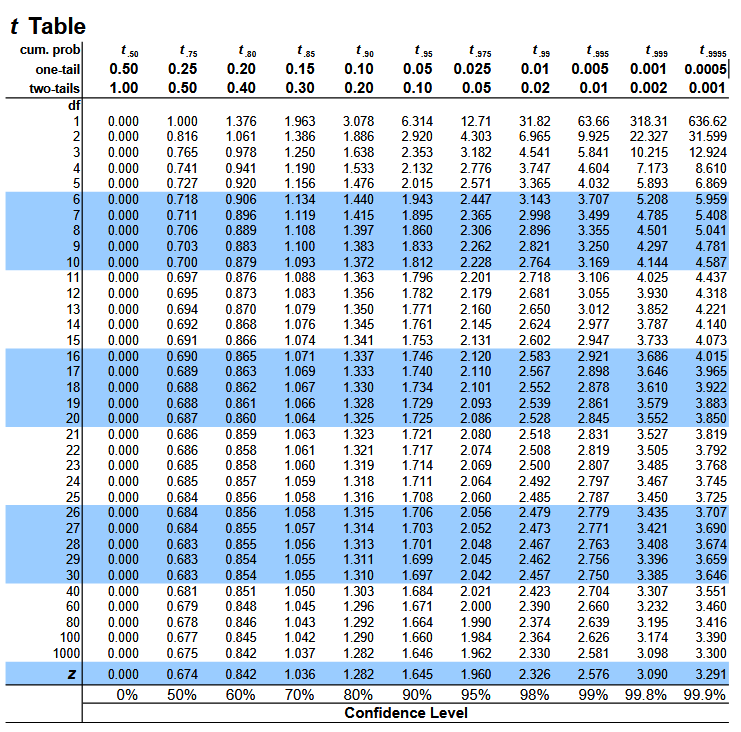 t Table
cum. prob t .50 t .75 t .80 t .85 t .90 t .95 t .975 t .99 t .995 t .999 t .9995
one-tail 0.50 0.25 0.20 0.15 0.10 0.05 0.025 0.01 0.005 0.001 0.0005
two-tails 1.00 0.50 0.40 0.30 0.20 0.10 0.05 0.02 0.01 0.002 0.001
df
1 0.000 1.000 1.376 1.963 3.078 6.314 12.71 31.82 63.66 318.31 636.62
2 0.000 0.816 1.061 1.386 1.886 2.920 4.303 6.965 9.925 22.327 31.599
3 0.000 0.765 0.978 1.250 1.638 2.353 3.182 4.541 5.841 10.215 12.924
4 0.000 0.741 0.941 1.190 1.533 2.132 2.776 3.747 4.604 7.173 8.610
5 0.000 0.727 0.920 1.156 1.476 2.015 2.571 3.365 4.032 5.893 6.869
6 0.000 0.718 0.906 1.134 1.440 1.943 2.447 3.143 3.707 5.208 5.959
7 0.000 0.711 0.896 1.119 1.415 1.895 2.365 2.998 3.499 4.785 5.408
8 0.000 0.706 0.889 1.108 1.397 1.860 2.306 2.896 3.355 4.501 5.041
9 0.000 0.703 0.883 1.100 1.383 1.833 2.262 2.821 3.250 4.297 4.781
10 0.000 0.700 0.879 1.093 1.372 1.812 2.228 2.764 3.169 4.144 4.587
11 0.000 0.697 0.876 1.088 1.363 1.796 2.201 2.718 3.106 4.025 4.437
12 0.000 0.695 0.873 1.083 1.356 1.782 2.179 2.681 3.055 3.930 4.318
13 0.000 0.694 0.870 1.079 1.350 1.771 2.160 2.650 3.012 3.852 4.221
14 0.000 0.692 0.868 1.076 1.345 1.761 2.145 2.624 2.977 3.787 4.140
15 0.000 0.691 0.866 1.074 1.341 1.753 2.131 2.602 2.947 3.733 4.073
16 0.000 0.690 0.865 1.071 1.337 1.746 2.120 2.583 2.921 3.686 4.015
17 0.000 0.689 0.863 1.069 1.333 1.740 2.110 2.567 2.898 3.646 3.965
18 0.000 0.688 0.862 1.067 1.330 1.734 2.101 2.552 2.878 3.610 3.922
19 0.000 0.688 0.861 1.066 1.328 1.729 2.093 2.539 2.861 3.579 3.883
20 0.000 0.687 0.860 1.064 1.325 1.725 2.086 2.528 2.845 3.552 3.850
21 0.000 0.686 0.859 1.063 1.323 1.721 2.080 2.518 2.831 3.527 3.819
22 0.000 0.686 0.858 1.061 1.321 1.717 2.074 2.508 2.819 3.505 3.792
23 0.000 0.685 0.858 1.060 1.319 1.714 2.069 2.500 2.807 3.485 3.768
24 0.000 0.685 0.857 1.059 1.318 1.711 2.064 2.492 2.797 3.467 3.745
25 0.000 0.684 0.856 1.058 1.316 1.708 2.060 2.485 2.787 3.450 3.725
26 0.000 0.684 0.856 1.058 1.315 1.706 2.056 2.479 2.779 3.435 3.707
27 0.000 0.684 0.855 1.057 1.314 1.703 2.052 2.473 2.771 3.421 3.690
28 0.000 0.683 0.855 1.056 1.313 1.701 2.048 2.467 2.763 3.408 3.674
29 0.000 0.683 0.854 1.055 1.311 1.699 2.045 2.462 2.756 3.396 3.659
30 0.000 0.683 0.854 1.055 1.310 1.697 2.042 2.457 2.750 3.385 3.646
40 0.000 0.681 0.851 1.050 1.303 1.684 2.021 2.423 2.704 3.307 3.551
60 0.000 0.679 0.848 1.045 1.296 1.671 2.000 2.390 2.660 3.232 3.460
80 0.000 0.678 0.846 1.043 1.292 1.664 1.990 2.374 2.639 3.195 3.416
100 0.000 0.677 0.845 1.042 1.290 1.660 1.984 2.364 2.626 3.174 3.390
1000 0.000 0.675 0.842 1.037 1.282 1.646 1.962 2.330 2.581 3.098 3.300
z 0.000 0.674 0.842 1.036 1.282 1.645 1.960 2.326 2.576 3.090 3.291
0% 50% 60% 70% 80% 90% 95% 98% 99% 99.8% 99.9%
Confidence Level